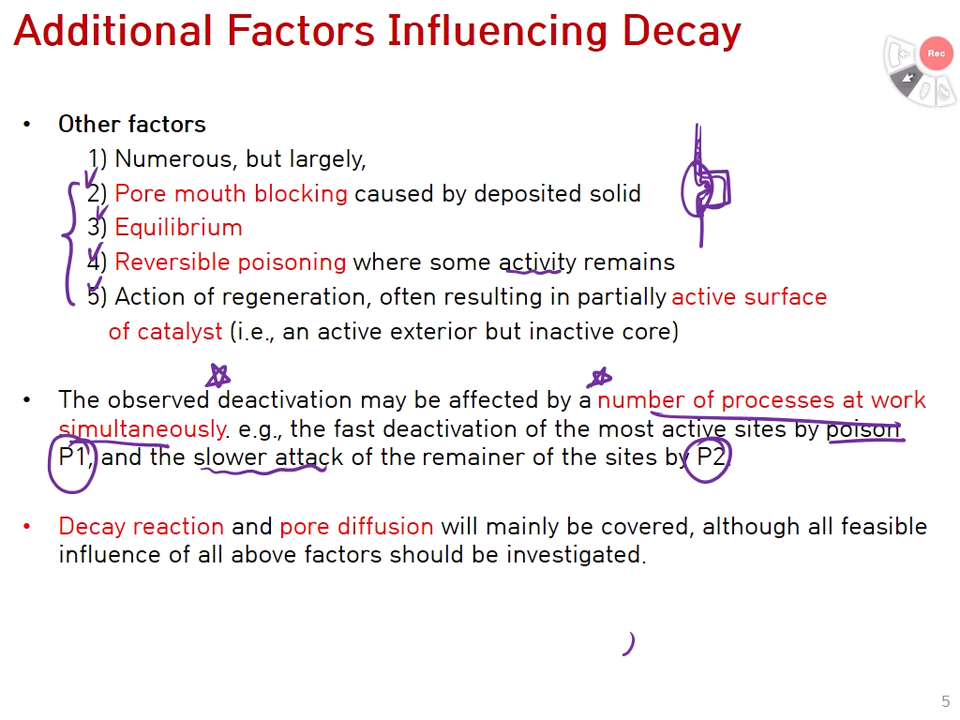 Additional Factors Influencing Decay
Rec
• Other factors
1) Numerous, but largely,
2) Pore mouth blocking caused by deposited solid
3) Equilibrium
4) Reversible poisoning where some activity remains
5) Action of regeneration, often resulting in partially active surface
of catalyst (i.e., an active exterior but inactive core)
• The observed deactivation may be affected by a number of processes at work
simultaneously. e.g., the fast deactivation of the most active sites by poison
P1, and the slower attack of the remainer of the sites by P2.
• Decay reaction and pore diffusion will mainly be covered, although all feasible
influence of all above factors should be investigated.
5